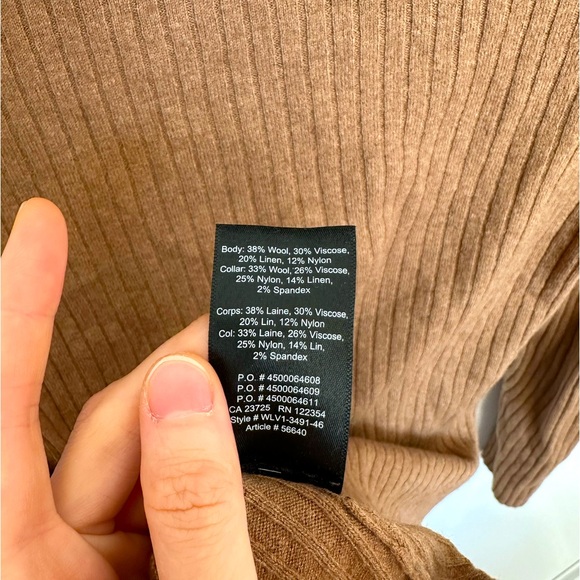 Body: 38% Wool, 30% Viscose,
20% Linen, 12% Nylon
Collar: 33% Wool, 26% Viscose,
25% Nylon, 14% Linen,
2% Spandex
Corps: 38% Laine, 30% Viscose,
20% Lin, 12% Nylon
Col: 33% Laine, 26% Viscose,
25% Nylon, 14% Lin,
2% Spandex
P.O. # 4500064608
P.O. # 4500064609
P.O. # 4500064611
CA 23725 RN 122354
Style # WLV1-3491-46
Article # 56640